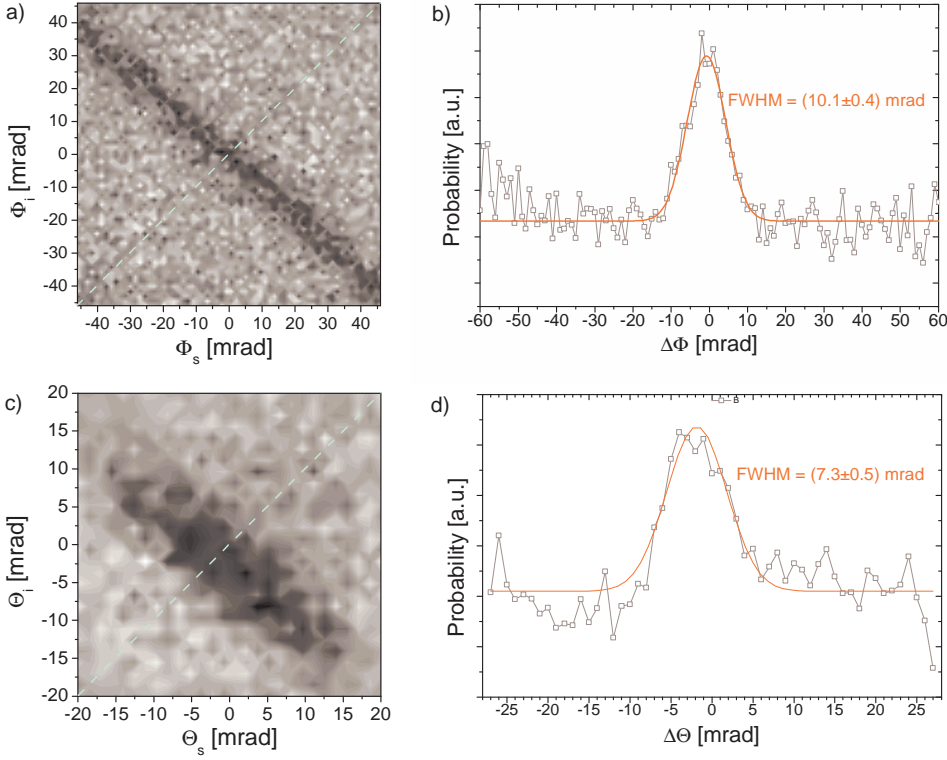 a)
Φi [mrad]
40
30
20
10
0
-10
-20
-30
-40
-40 -30 -20 -10 0 10 20 30 40
Φs [mrad]
b)
Probability [a.u.]
FWHM = (10.1±0.4) mrad
-60 -50 -40 -30 -20 -10 0 10 20 30 40 50 60
ΔΦ [mrad]
c)
Θi [mrad]
20
15
10
5
0
-5
-10
-15
-20
-20 -15 -10 -5 0 5 10 15 20
Θs [mrad]
d)
B
Probability [a.u.]
FWHM = (7.3±0.5) mrad
-25 -20 -15 -10 -5 0 5 10 15 20 25
ΔΘ [mrad]